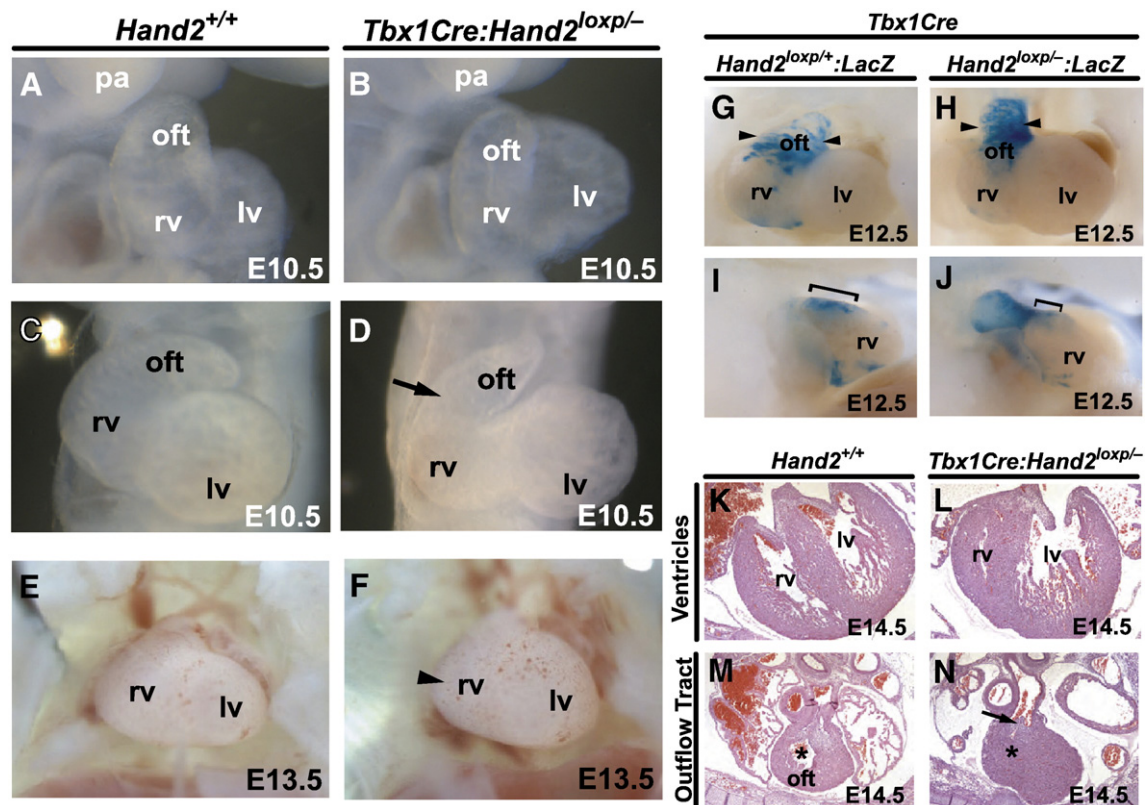 Hand2+/+
Tbx1Cre:Hand2loxp/–
A
pa
oft
rv
lv
E10.5
B
pa
oft
rv
lv
E10.5
C
oft
rv
lv
E10.5
D
oft
rv
lv
E10.5
E
rv
lv
E13.5
F
rv
lv
E13.5
Tbx1Cre
Hand2loxp/+:LacZ
Hand2loxp/–:LacZ
G
oft
rv
lv
E12.5
H
oft
rv
lv
E12.5
I
rv
E12.5
J
rv
E12.5
Hand2+/+
Tbx1Cre:Hand2loxp/–
Ventricles
K
lv
rv
E14.5
L
rv
lv
E14.5
Outflow Tract
M
*
oft
E14.5
N
*
E14.5